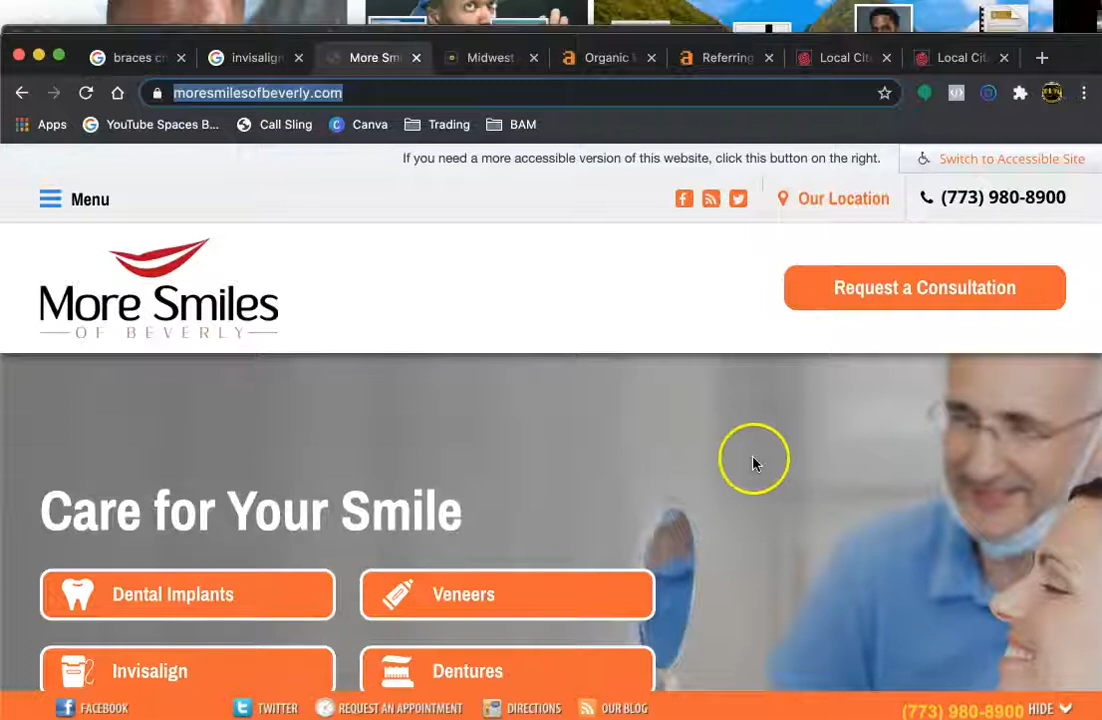 braces c
invisalign
More Smi
Midwest
Organic
Referring
Local Cit
Local Cit
moresmilesofbeverly.com
Apps
YouTube Spaces B...
Call Sling
Canva
Trading
BAM
If you need a more accessible version of this website, click this button on the right.
Switch to Accessible Site
Menu
Our Location
(773) 980-8900
More Smiles
OF BEVERLY
Request a Consultation
Care for Your Smile
Dental Implants
Veneers
Invisalign
Dentures
FACEBOOK
TWITTER
REQUEST AN APPOINTMENT
DIRECTIONS
OUR BLOG
(773) 980-8900
HIDE